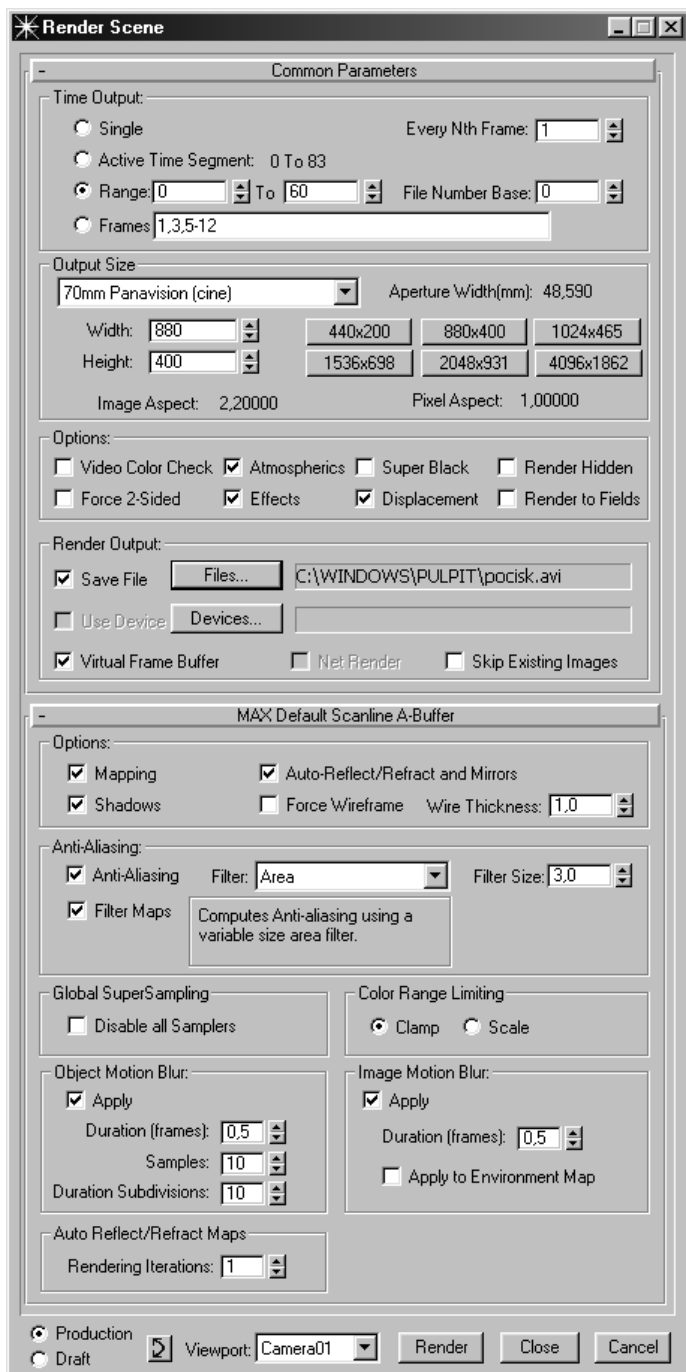 Render Scene
- Common Parameters
Time Output:
Single Every Nth Frame: 1
Active Time Segment: 0 To 83
Range: 0 To 60 File Number Base: 0
Frames 1,3,5-12
Output Size
70mm Panavision (cine) Aperture Width(mm): 48,590
Width: 880 440x200 880x400 1024x465
Height: 400 1536x698 2048x931 4096x1862
Image Aspect: 2,20000 Pixel Aspect: 1,00000
Options:
Video Color Check Atmospherics Super Black Render Hidden
Force 2-Sided Effects Displacement Render to Fields
Render Output:
Save File Files... C:\WINDOWS\PULPIT\pocisk.avi
Use Device Devices...
Virtual Frame Buffer Net Render Skip Existing Images
- MAX Default Scanline A-Buffer
Options:
Mapping Auto-Reflect/Refract and Mirrors
Shadows Force Wireframe Wire Thickness: 1,0
Anti-Aliasing:
Anti-Aliasing Filter: Area Filter Size: 3,0
Filter Maps Computes Anti-aliasing using a
variable size area filter.
Global SuperSampling Color Range Limiting
Disable all Samplers Clamp Scale
Object Motion Blur: Image Motion Blur:
Apply Apply
Duration (frames): 0,5 Duration (frames): 0,5
Samples: 10
Duration Subdivisions: 10 Apply to Environment Map
Auto Reflect/Refract Maps
Rendering Iterations: 1
Production
Draft Viewport: Camera01 Render Close Cancel